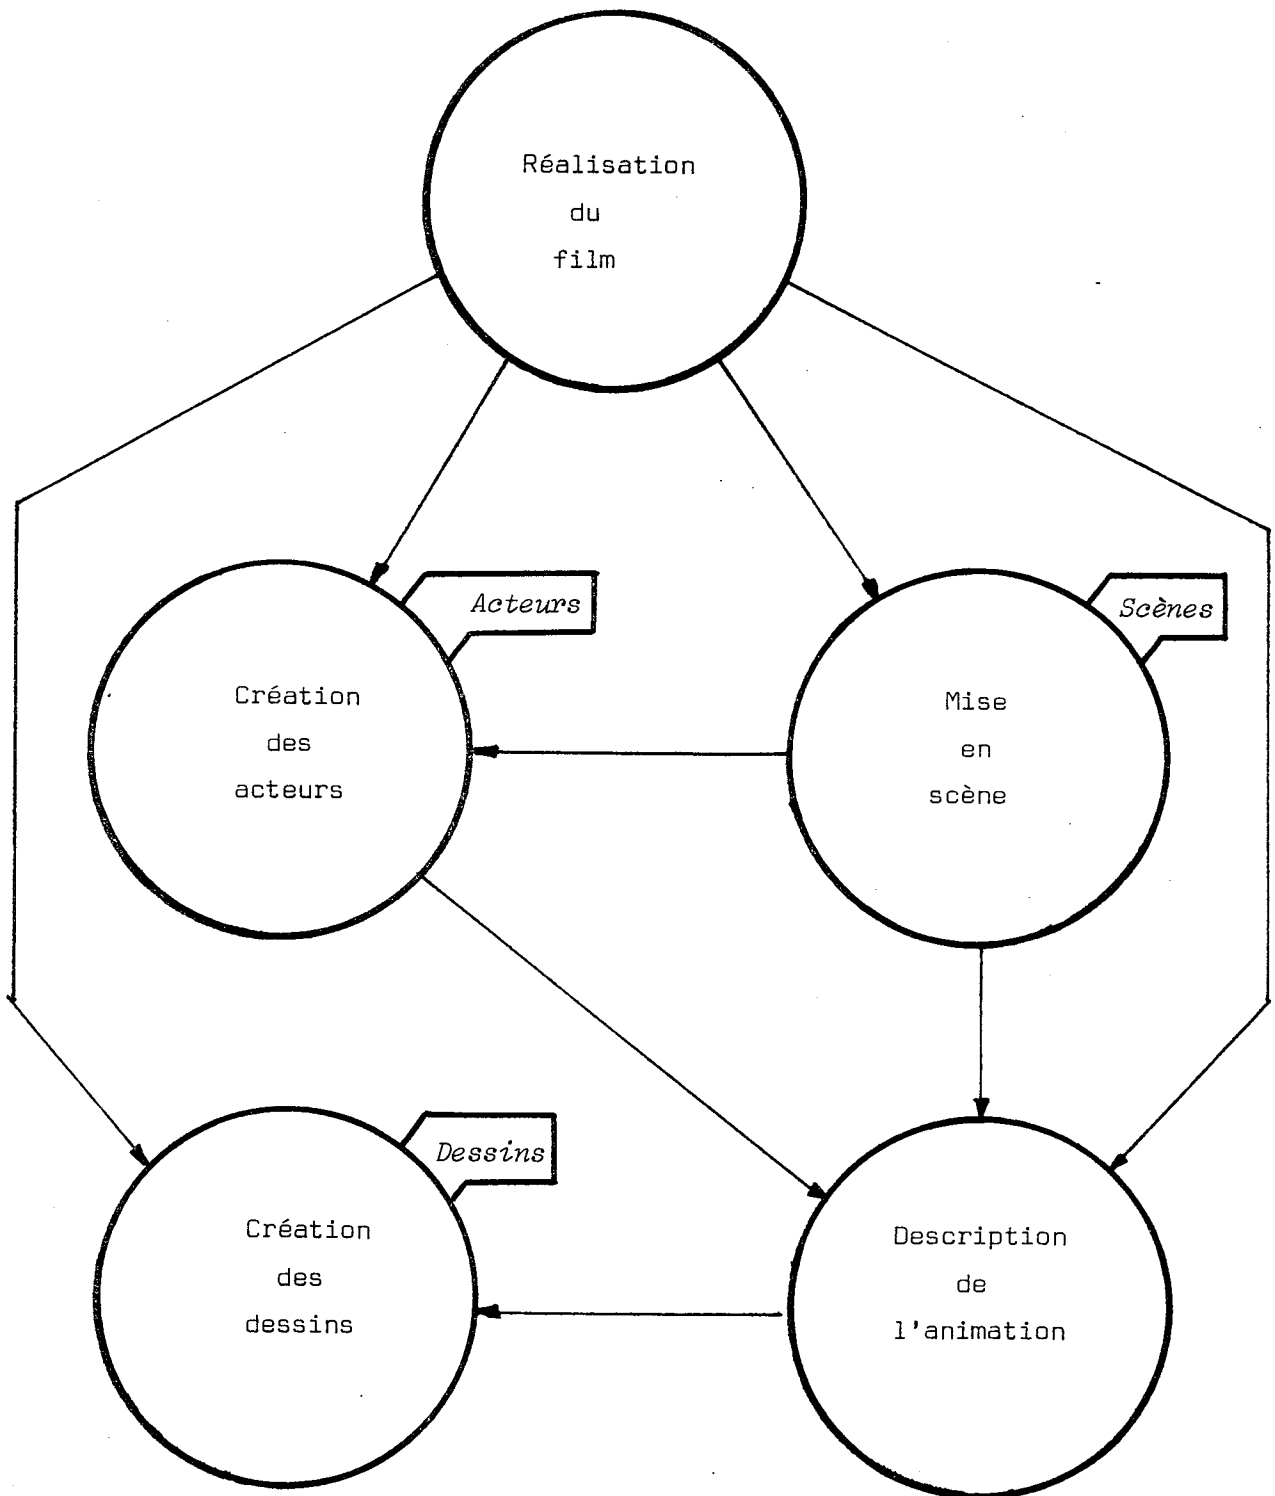 Réalisation
du
film
Acteurs
Scènes
Création
des
acteurs
Mise
en
scène
Dessins
Création
des
dessins
Description
de
l'animation